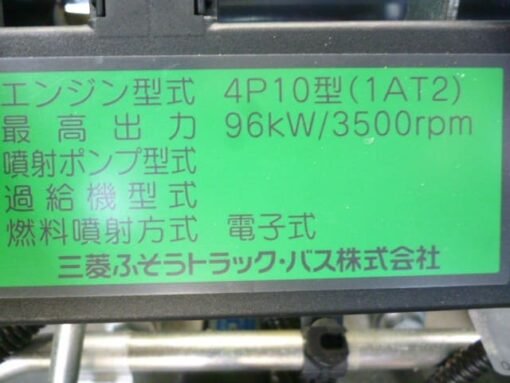 エンジン型式 4P10型(1AT2)
最高出力 96kW/3500rpm
噴射ポンプ型式
過給機型式
燃料噴射方式 電子式
三菱ふそうトラック・バス株式会社